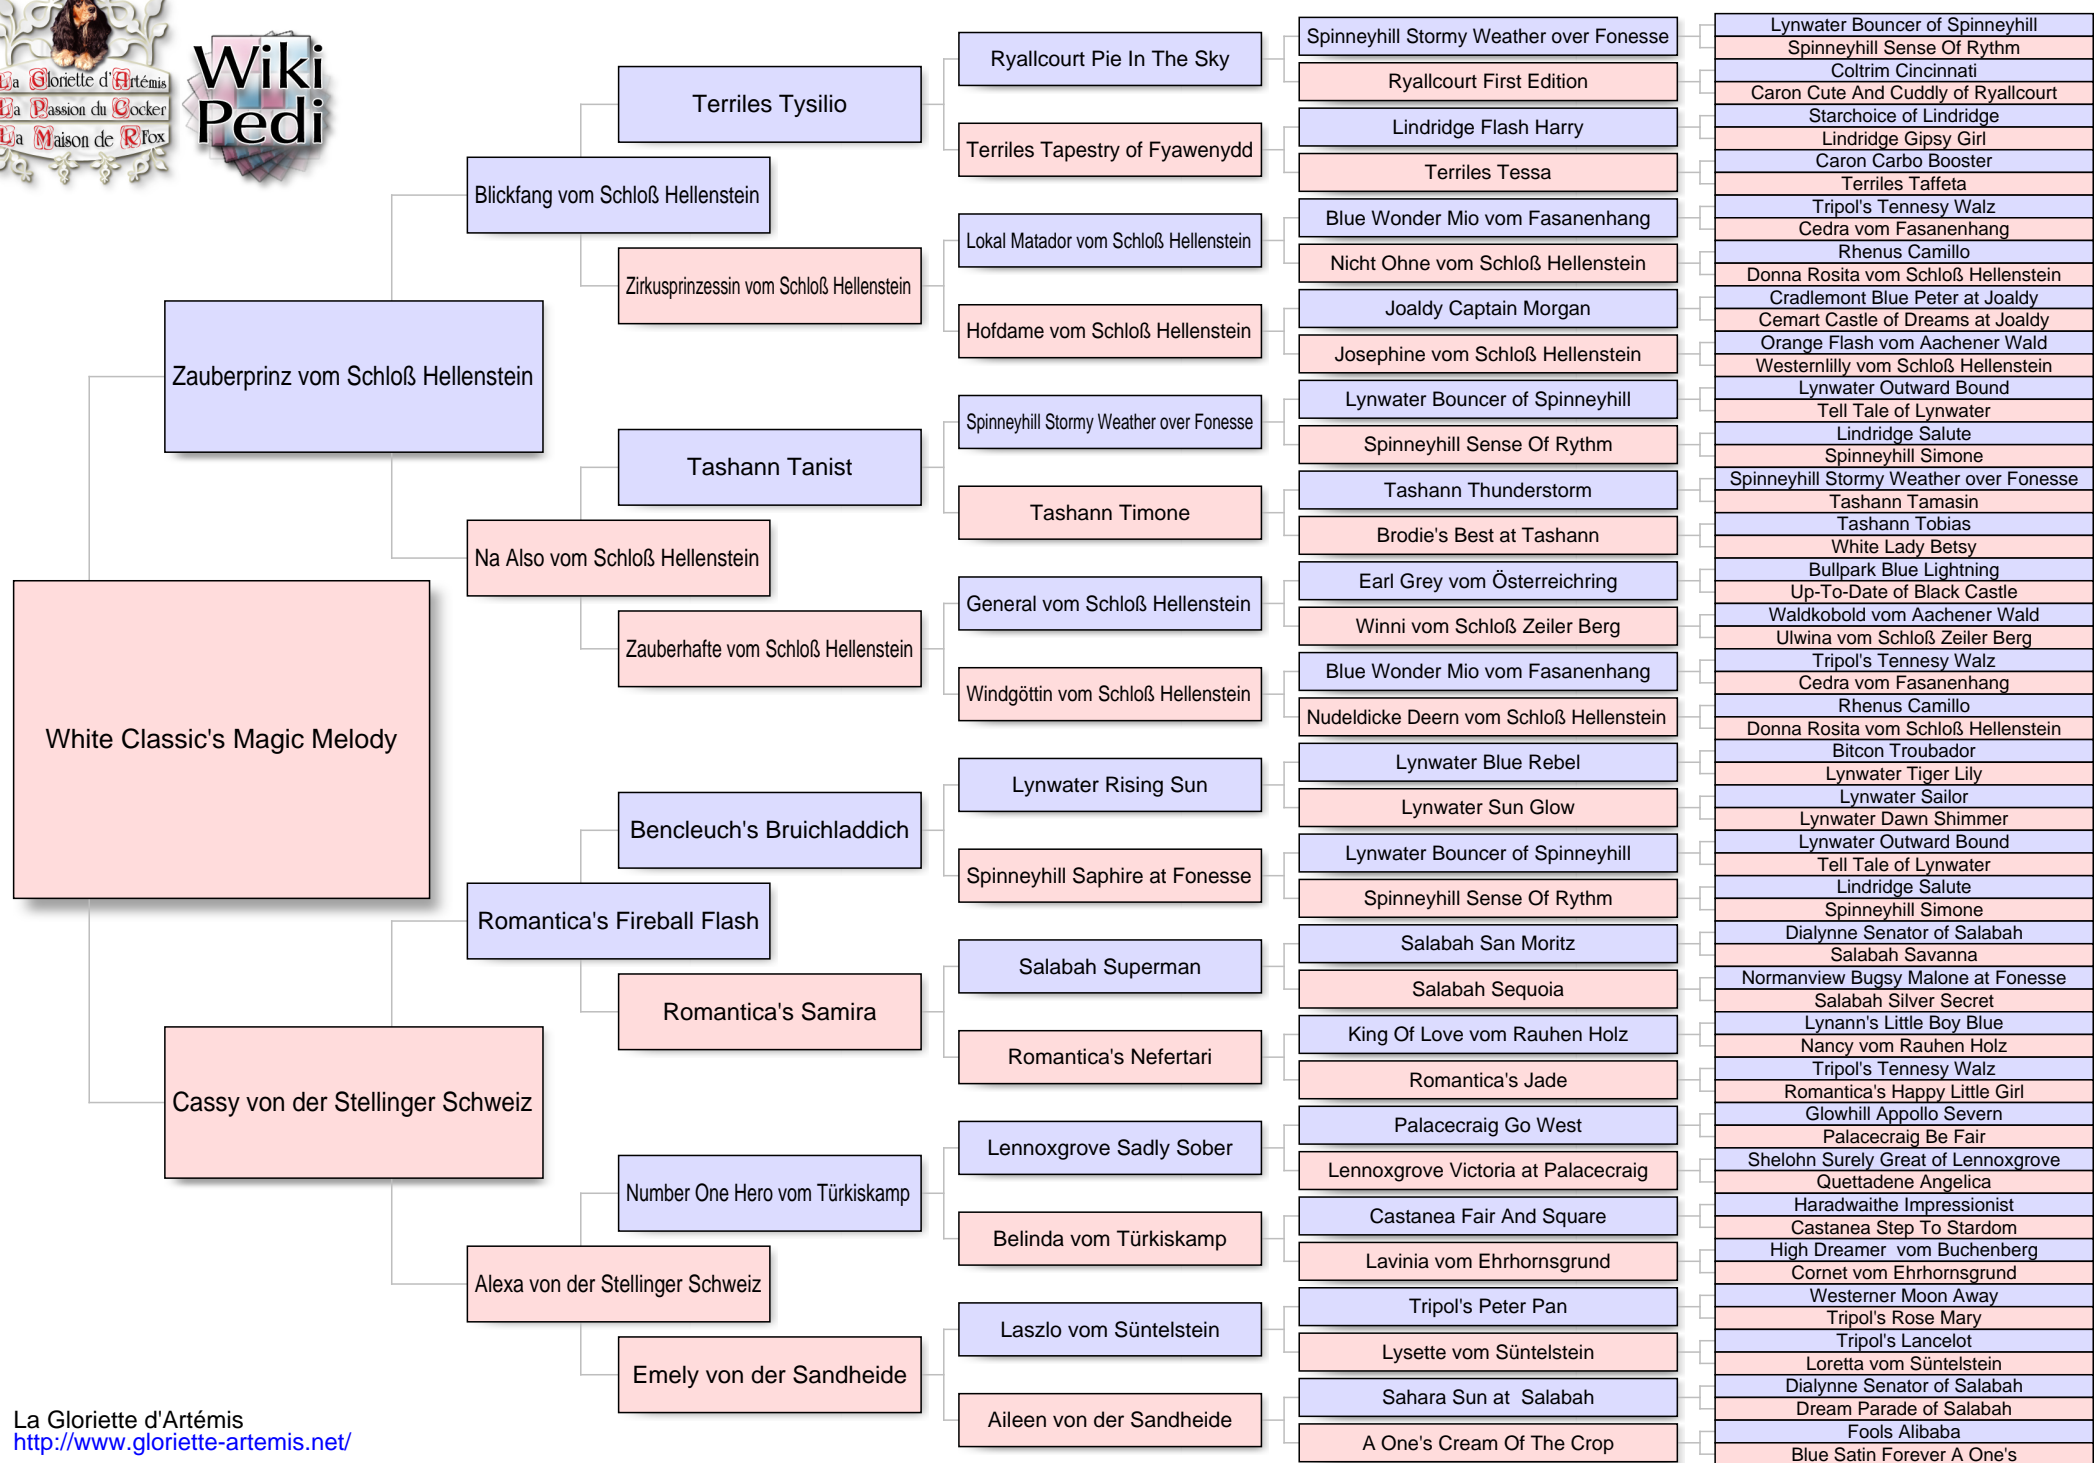 La Gloriette d'Artémis
La Passion du Cocker
La Maison de RFox
Wiki
Pedi
White Classic's Magic Melody
Zauberprinz vom Schloß Hellenstein
Cassy von der Stellinger Schweiz
Blickfang vom Schloß Hellenstein
Na Also vom Schloß Hellenstein
Romantica's Fireball Flash
Alexa von der Stellinger Schweiz
Terriles Tysilio
Zirkusprinzessin vom Schloß Hellenstein
Tashann Tanist
Zauberhafte vom Schloß Hellenstein
Bencleuch's Bruichladdich
Romantica's Samira
Number One Hero vom Türkiskamp
Emely von der Sandheide
Ryallcourt Pie In The Sky
Terriles Tapestry of Fyawenydd
Lokal Matador vom Schloß Hellenstein
Hofdame vom Schloß Hellenstein
Spinneyhill Stormy Weather over Fonesse
Tashann Timone
General vom Schloß Hellenstein
Windgöttin vom Schloß Hellenstein
Lynwater Rising Sun
Spinneyhill Saphire at Fonesse
Salabah Superman
Romantica's Nefertari
Lennoxgrove Sadly Sober
Belinda vom Türkiskamp
Laszlo vom Süntelstein
Aileen von der Sandheide
Spinneyhill Stormy Weather over Fonesse
Ryallcourt First Edition
Lindridge Flash Harry
Terriles Tessa
Blue Wonder Mio vom Fasanenhang
Nicht Ohne vom Schloß Hellenstein
Joaldy Captain Morgan
Josephine vom Schloß Hellenstein
Lynwater Bouncer of Spinneyhill
Spinneyhill Sense Of Rythm
Tashann Thunderstorm
Brodie's Best at Tashann
Earl Grey vom Österreichring
Winni vom Schloß Zeiler Berg
Blue Wonder Mio vom Fasanenhang
Nudeldicke Deern vom Schloß Hellenstein
Lynwater Blue Rebel
Lynwater Sun Glow
Lynwater Bouncer of Spinneyhill
Spinneyhill Sense Of Rythm
Salabah San Moritz
Salabah Sequoia
King Of Love vom Rauhen Holz
Romantica's Jade
Palacecraig Go West
Lennoxgrove Victoria at Palacecraig
Castanea Fair And Square
Lavinia vom Ehrhornsgrund
Tripol's Peter Pan
Lysette vom Süntelstein
Sahara Sun at  Salabah
A One's Cream Of The Crop
Lynwater Bouncer of Spinneyhill
Spinneyhill Sense Of Rythm
Coltrim Cincinnati
Caron Cute And Cuddly of Ryallcourt
Starchoice of Lindridge
Lindridge Gipsy Girl
Caron Carbo Booster
Terriles Taffeta
Tripol's Tennesy Walz
Cedra vom Fasanenhang
Rhenus Camillo
Donna Rosita vom Schloß Hellenstein
Cradlemont Blue Peter at Joaldy
Cemart Castle of Dreams at Joaldy
Orange Flash vom Aachener Wald
Westernlilly vom Schloß Hellenstein
Lynwater Outward Bound
Tell Tale of Lynwater
Lindridge Salute
Spinneyhill Simone
Spinneyhill Stormy Weather over Fonesse
Tashann Tamasin
Tashann Tobias
White Lady Betsy
Bullpark Blue Lightning
Up-To-Date of Black Castle
Waldkobold vom Aachener Wald
Ulwina vom Schloß Zeiler Berg
Tripol's Tennesy Walz
Cedra vom Fasanenhang
Rhenus Camillo
Donna Rosita vom Schloß Hellenstein
Bitcon Troubador
Lynwater Tiger Lily
Lynwater Sailor
Lynwater Dawn Shimmer
Lynwater Outward Bound
Tell Tale of Lynwater
Lindridge Salute
Spinneyhill Simone
Dialynne Senator of Salabah
Salabah Savanna
Normanview Bugsy Malone at Fonesse
Salabah Silver Secret
Lynann's Little Boy Blue
Nancy vom Rauhen Holz
Tripol's Tennesy Walz
Romantica's Happy Little Girl
Glowhill Appollo Severn
Palacecraig Be Fair
Shelohn Surely Great of Lennoxgrove
Quettadene Angelica
Haradwaithe Impressionist
Castanea Step To Stardom
High Dreamer  vom Buchenberg
Cornet vom Ehrhornsgrund
Westerner Moon Away
Tripol's Rose Mary
Tripol's Lancelot
Loretta vom Süntelstein
Dialynne Senator of Salabah
Dream Parade of Salabah
Fools Alibaba
Blue Satin Forever A One's
La Gloriette d'Artémis
http://www.gloriette-artemis.net/